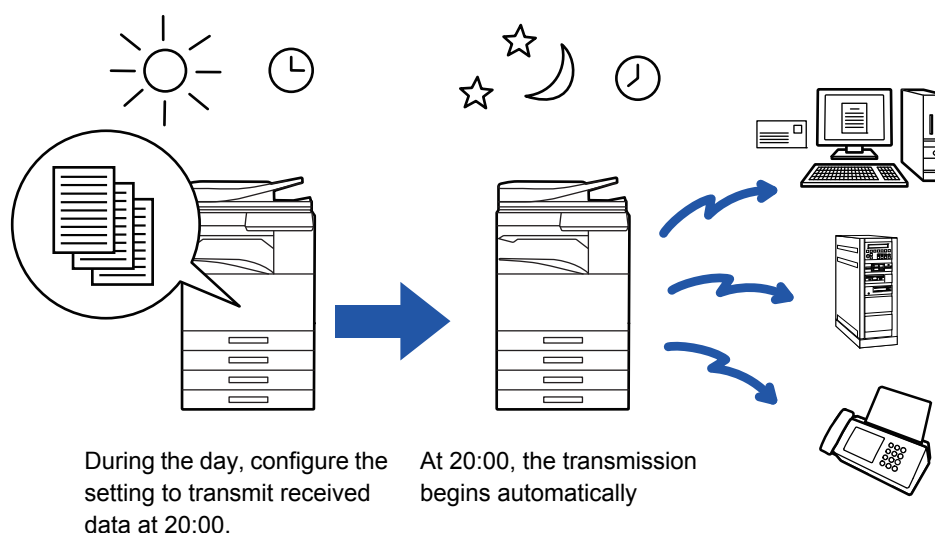 During the day, configure the
setting to transmit received
data at 20:00.
At 20:00, the transmission
begins automatically